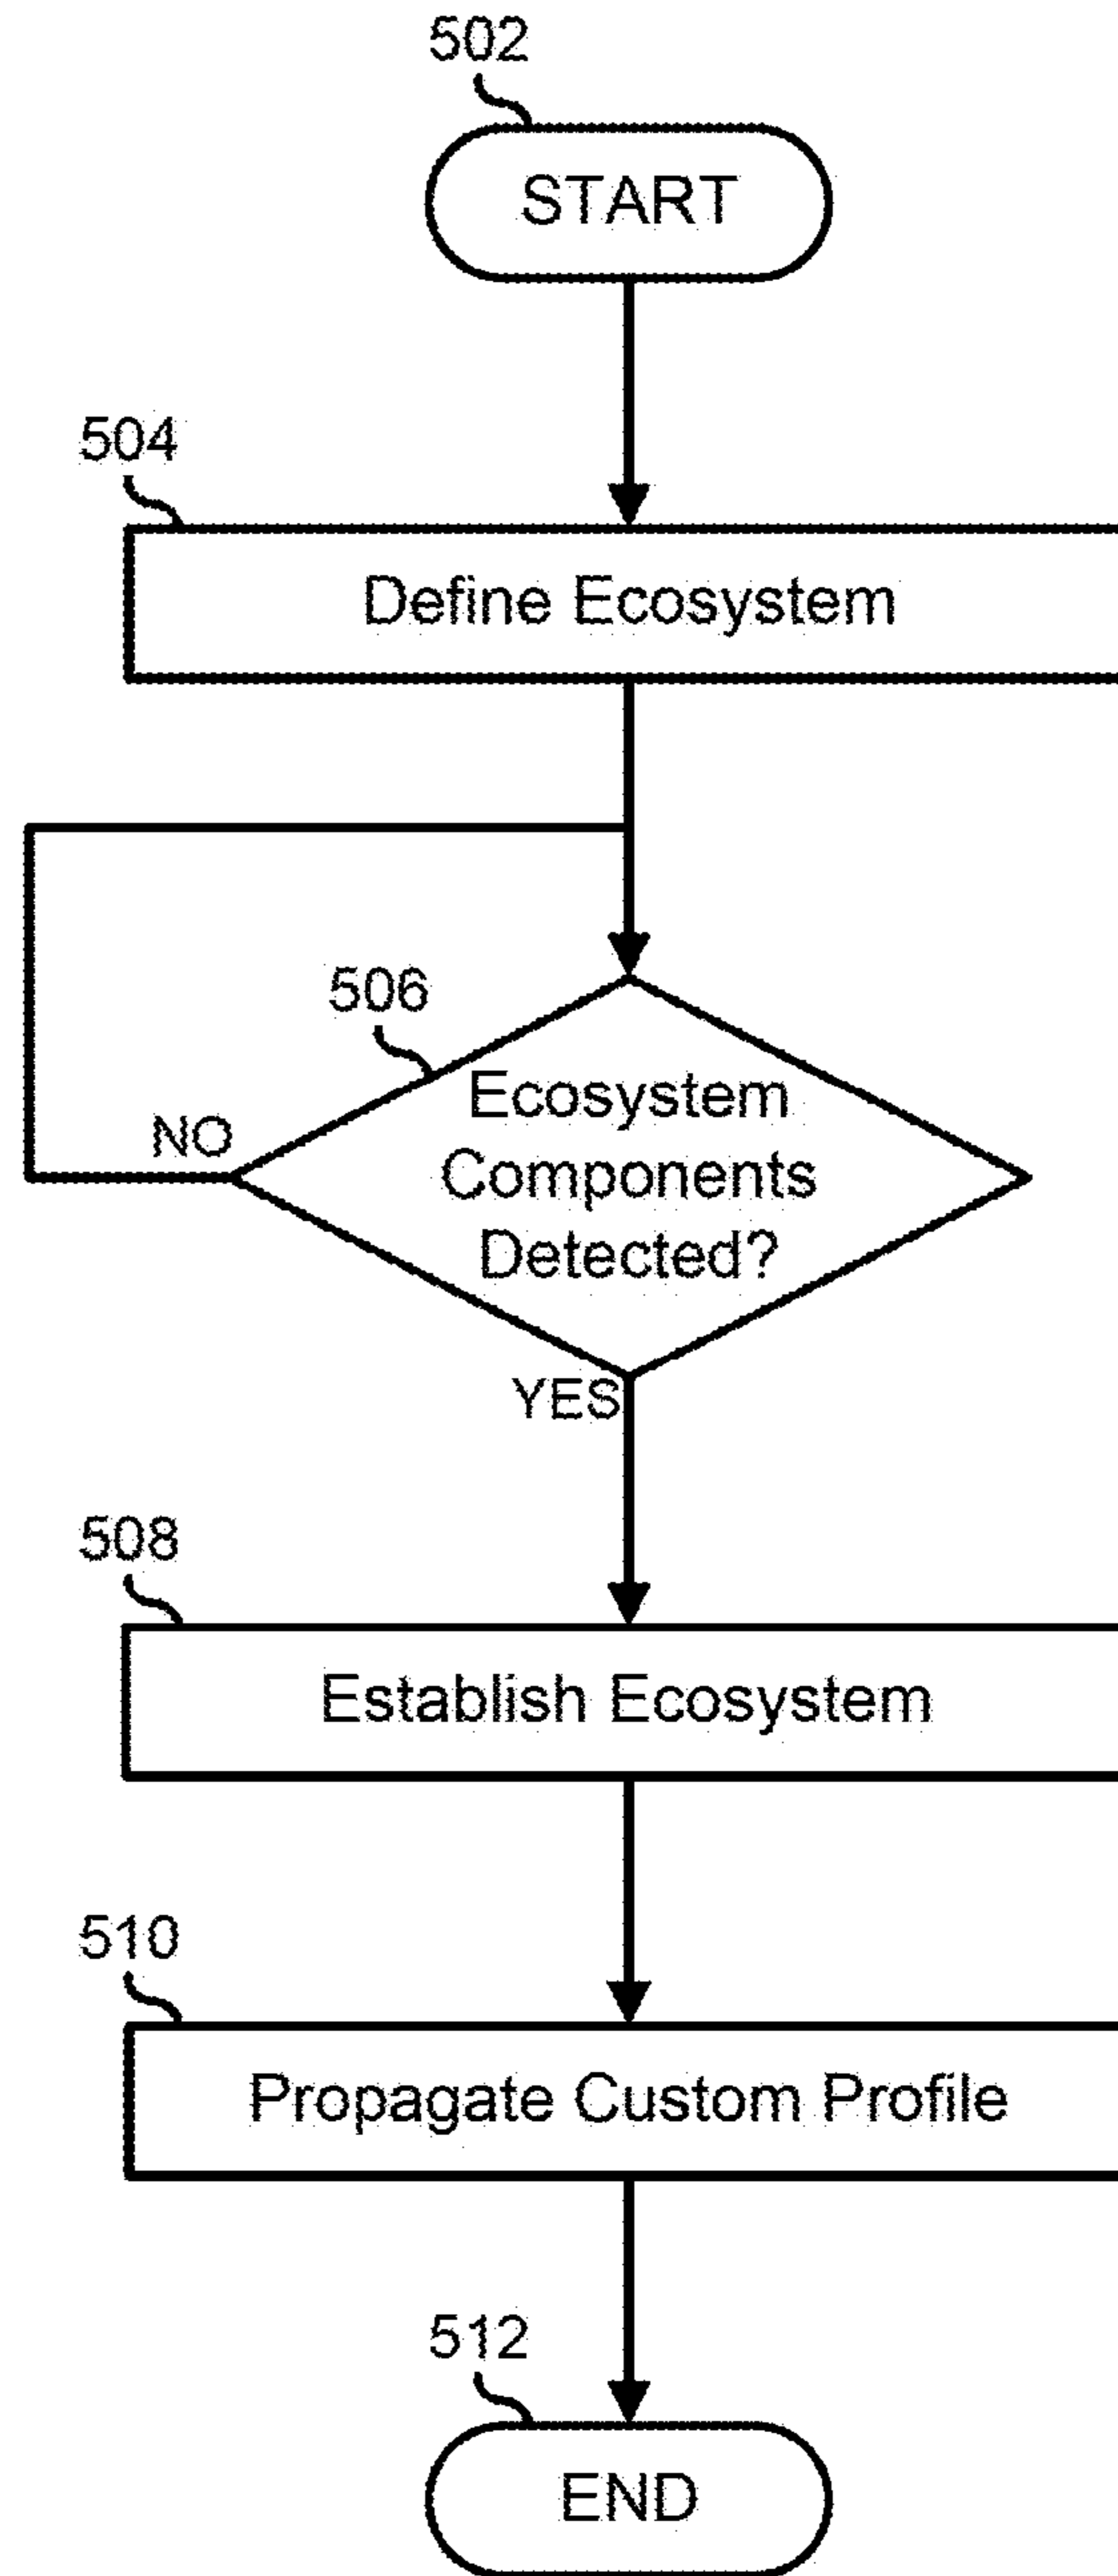 502
START
504
Define Ecosystem
506
Ecosystem
Components
Detected?
NO
YES
508
Establish Ecosystem
510
Propagate Custom Profile
512
END